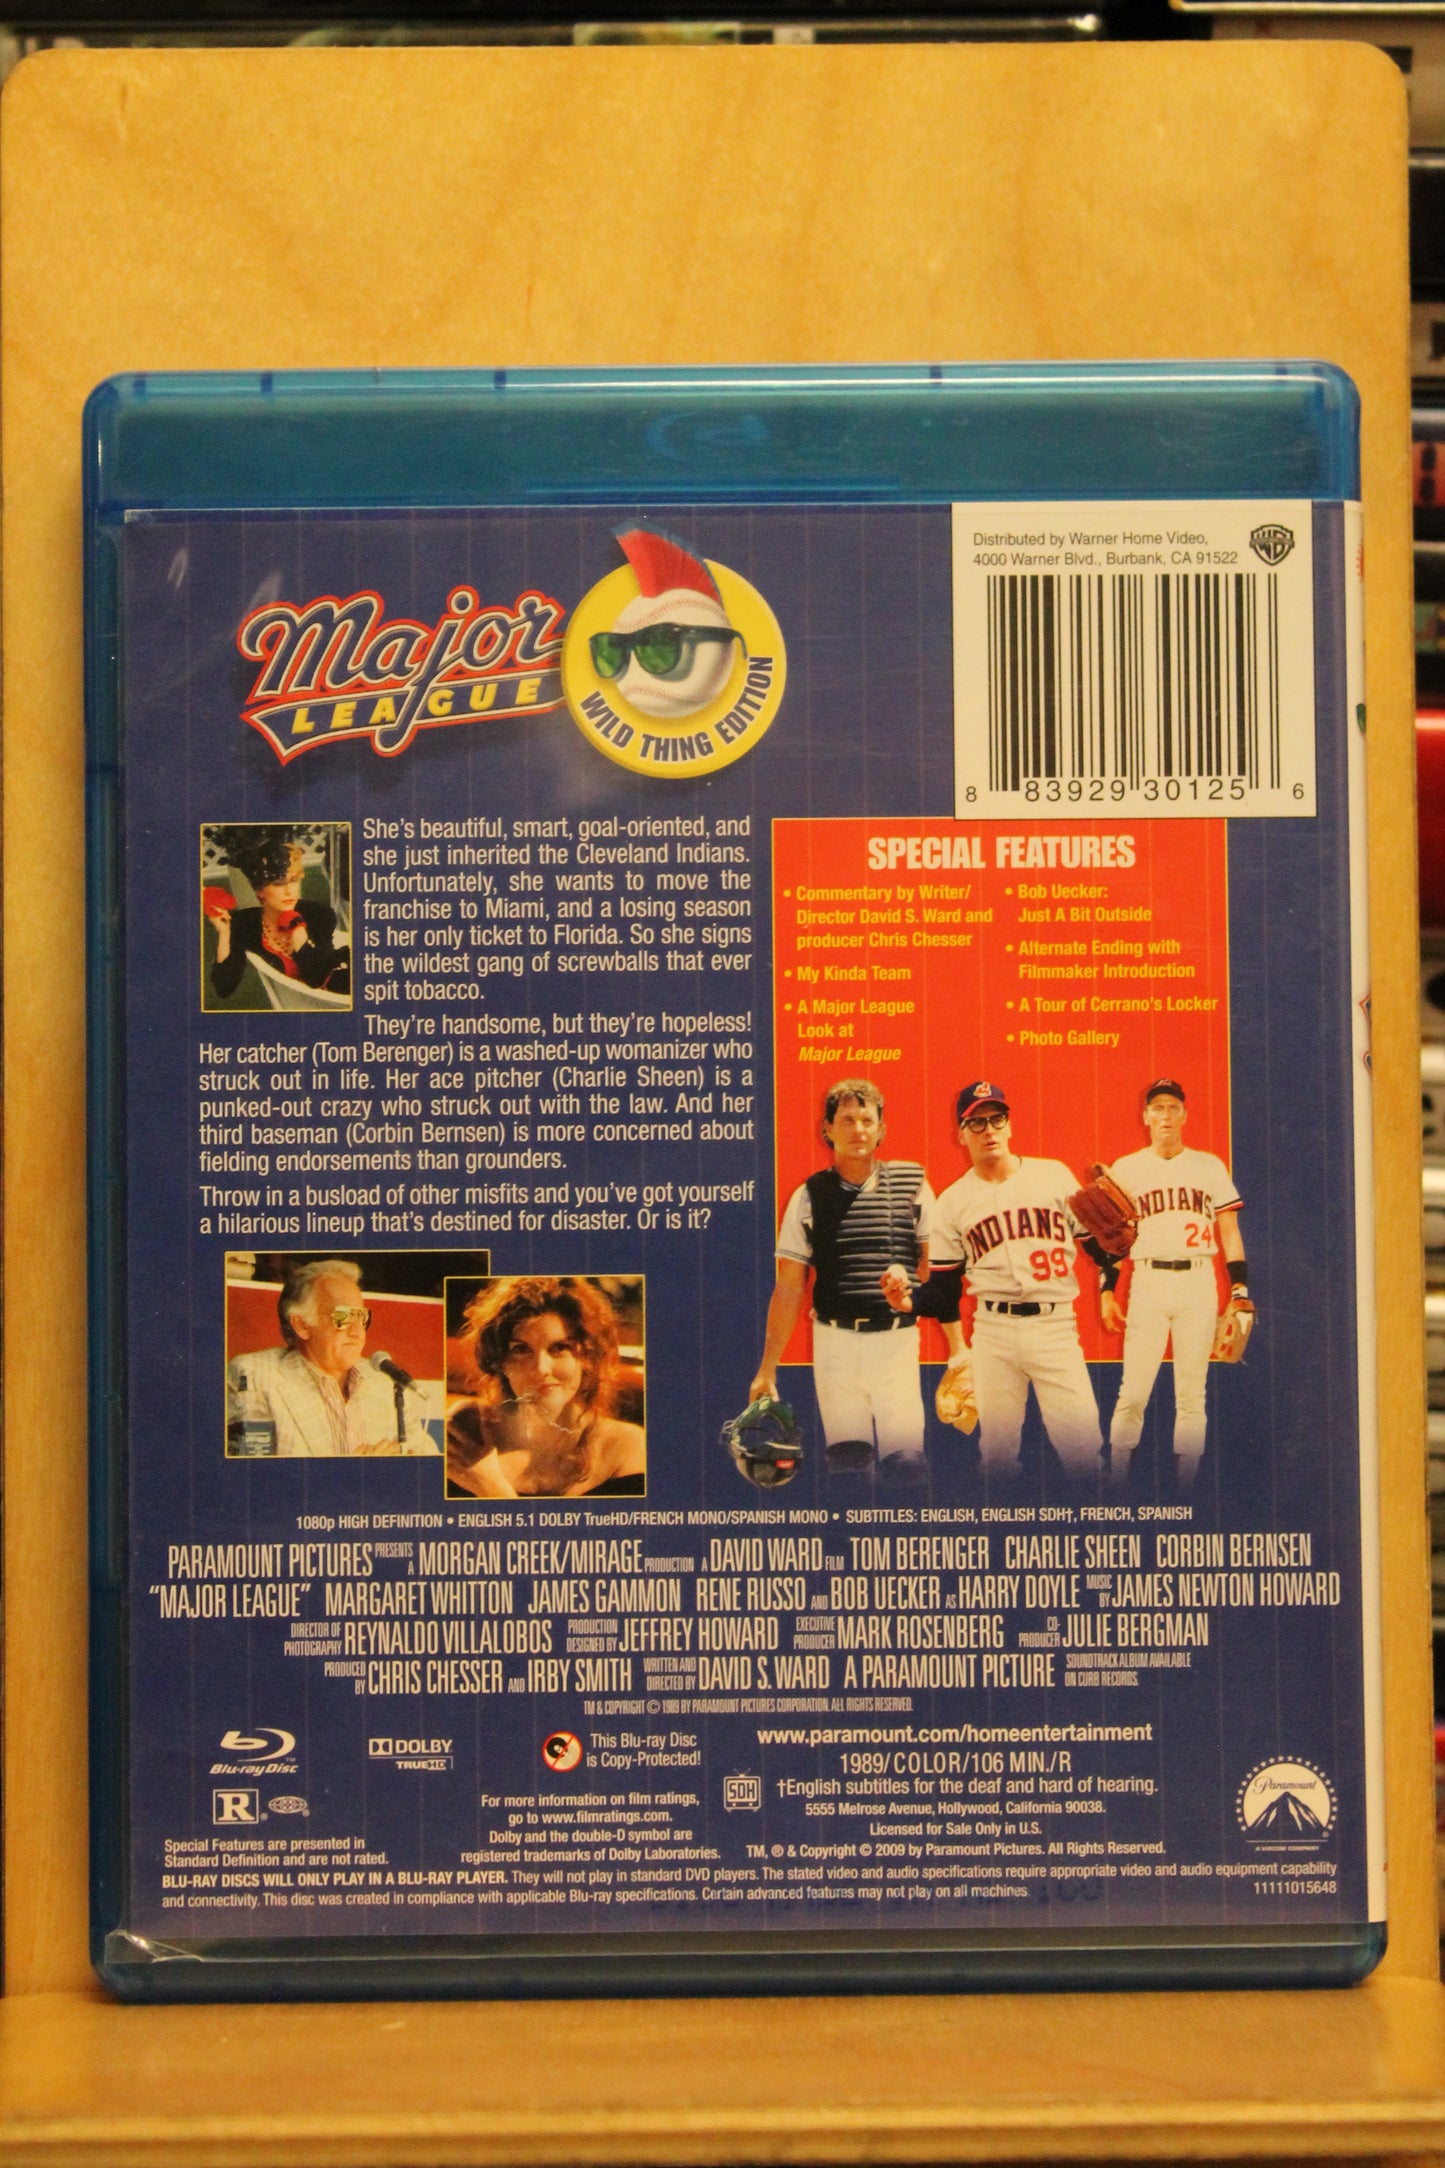 Distributed by Warner Home Video,
4000 Warner Blvd., Burbank, CA 91522
WB
8 83929 30125 6
Major
LEAGUE
WILD THING EDITION
She's beautiful, smart, goal-oriented, and
she just inherited the Cleveland Indians.
Unfortunately, she wants to move the
franchise to Miami, and a losing season
is her only ticket to Florida. So she signs
the wildest gang of screwballs that ever
spit tobacco.
They're handsome, but they're hopeless!
Her catcher (Tom Berenger) is a washed-up womanizer who
struck out in life. Her ace pitcher (Charlie Sheen) is a
punked-out crazy who struck out with the law. And her
third baseman (Corbin Bernsen) is more concerned about
fielding endorsements than grounders.
Throw in a busload of other misfits and you've got yourself
a hilarious lineup that's destined for disaster. Or is it?
SPECIAL FEATURES
• Commentary by Writer/
Director David S. Ward and
producer Chris Chesser
• My Kinda Team
• A Major League
Look at
Major League
• Bob Uecker:
Just A Bit Outside
• Alternate Ending with
Filmmaker Introduction
• A Tour of Cerrano's Locker
• Photo Gallery
INDIANS
99
INDIANS
24
1080p HIGH DEFINITION • ENGLISH 5.1 DOLBY TrueHD/FRENCH MONO/SPANISH MONO • SUBTITLES: ENGLISH, ENGLISH SDH†, FRENCH, SPANISH
PARAMOUNT PICTURES PRESENTS A MORGAN CREEK/MIRAGE PRODUCTION A DAVID WARD FILM TOM BERENGER CHARLIE SHEEN CORBIN BERNSEN
"MAJOR LEAGUE" MARGARET WHITTON JAMES GAMMON RENE RUSSO AND BOB UECKER AS HARRY DOYLE MUSIC BY JAMES NEWTON HOWARD
DIRECTOR OF PHOTOGRAPHY REYNALDO VILLALOBOS PRODUCTION DESIGNED BY JEFFREY HOWARD EXECUTIVE PRODUCER MARK ROSENBERG CO-PRODUCER JULIE BERGMAN
PRODUCED BY CHRIS CHESSER AND IRBY SMITH WRITTEN AND DIRECTED BY DAVID S. WARD A PARAMOUNT PICTURE SOUNDTRACK ALBUM AVAILABLE ON CURB RECORDS.
TM & COPYRIGHT © 1989 BY PARAMOUNT PICTURES CORPORATION. ALL RIGHTS RESERVED.
Blu-ray Disc™
DOLBY
TRUEHD
This Blu-ray Disc
is Copy-Protected!
www.paramount.com/homeentertainment
1989/COLOR/106 MIN./R
SDH
†English subtitles for the deaf and hard of hearing.
5555 Melrose Avenue, Hollywood, California 90038.
Licensed for Sale Only in U.S.
TM, ® & Copyright © 2009 by Paramount Pictures. All Rights Reserved.
R
For more information on film ratings,
go to www.filmratings.com.
Dolby and the double-D symbol are
registered trademarks of Dolby Laboratories.
Special Features are presented in
Standard Definition and are not rated.
Paramount
A VIACOM COMPANY
BLU-RAY DISCS WILL ONLY PLAY IN A BLU-RAY PLAYER. They will not play in standard DVD players. The stated video and audio specifications require appropriate video and audio equipment capability
and connectivity. This disc was created in compliance with applicable Blu-ray specifications. Certain advanced features may not play on all machines.
11111015648